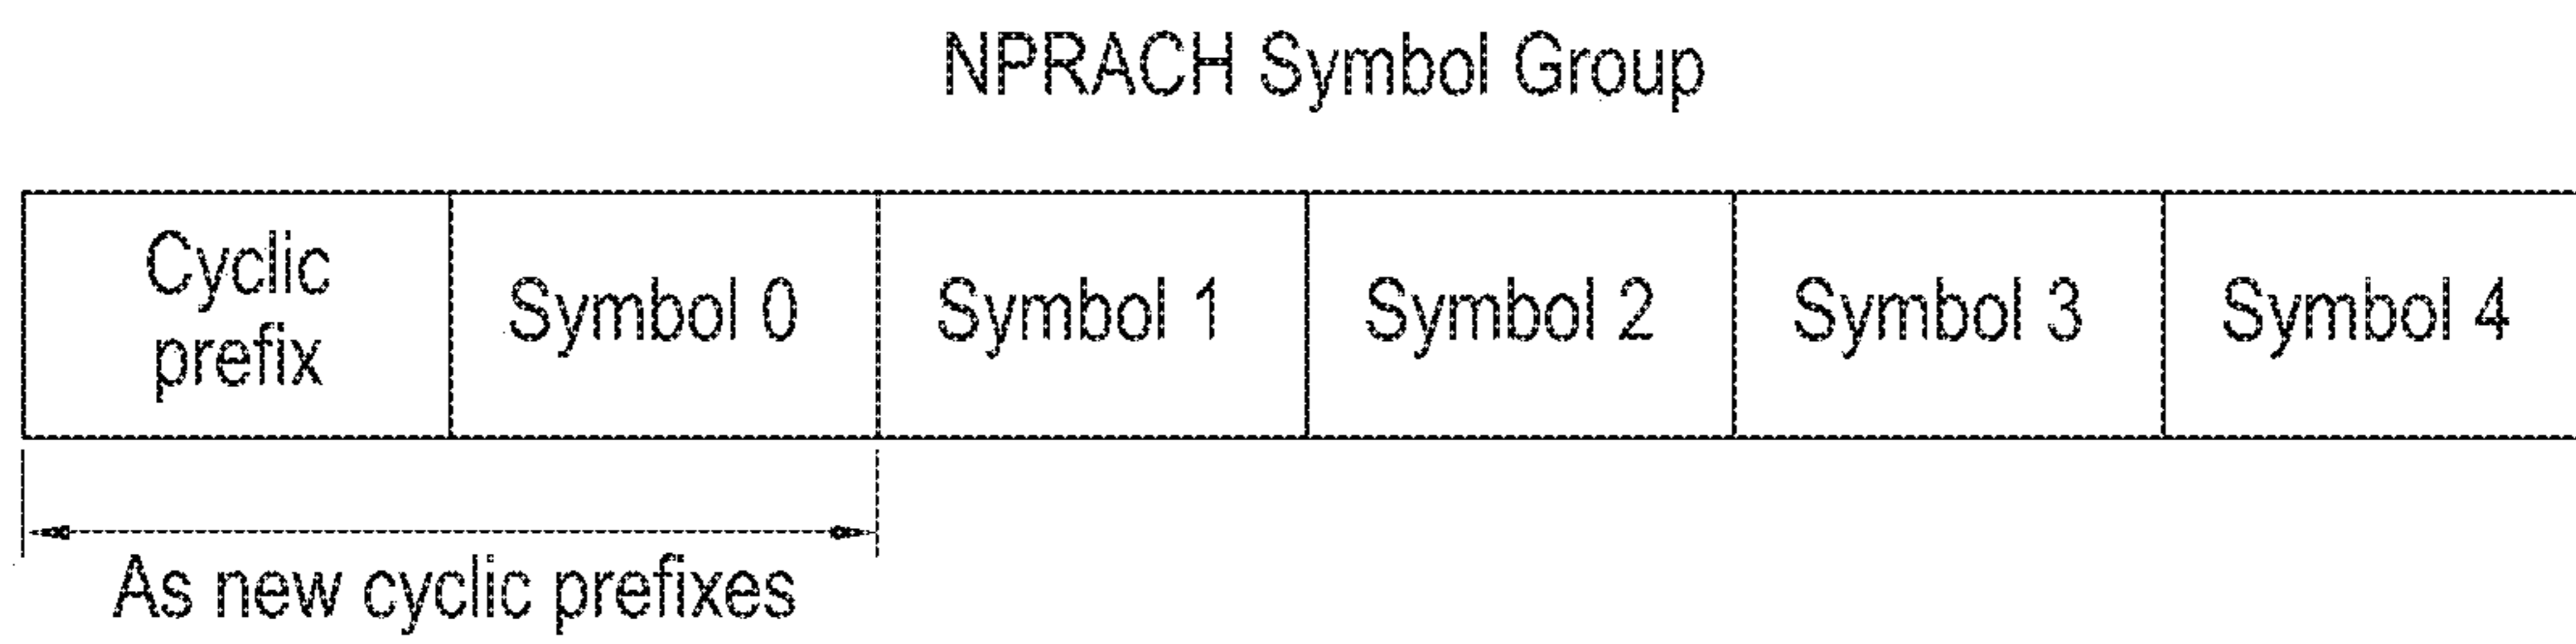 NPRACH Symbol Group
Cyclic
prefix
Symbol 0
Symbol 1
Symbol 2
Symbol 3
Symbol 4
As new cyclic prefixes